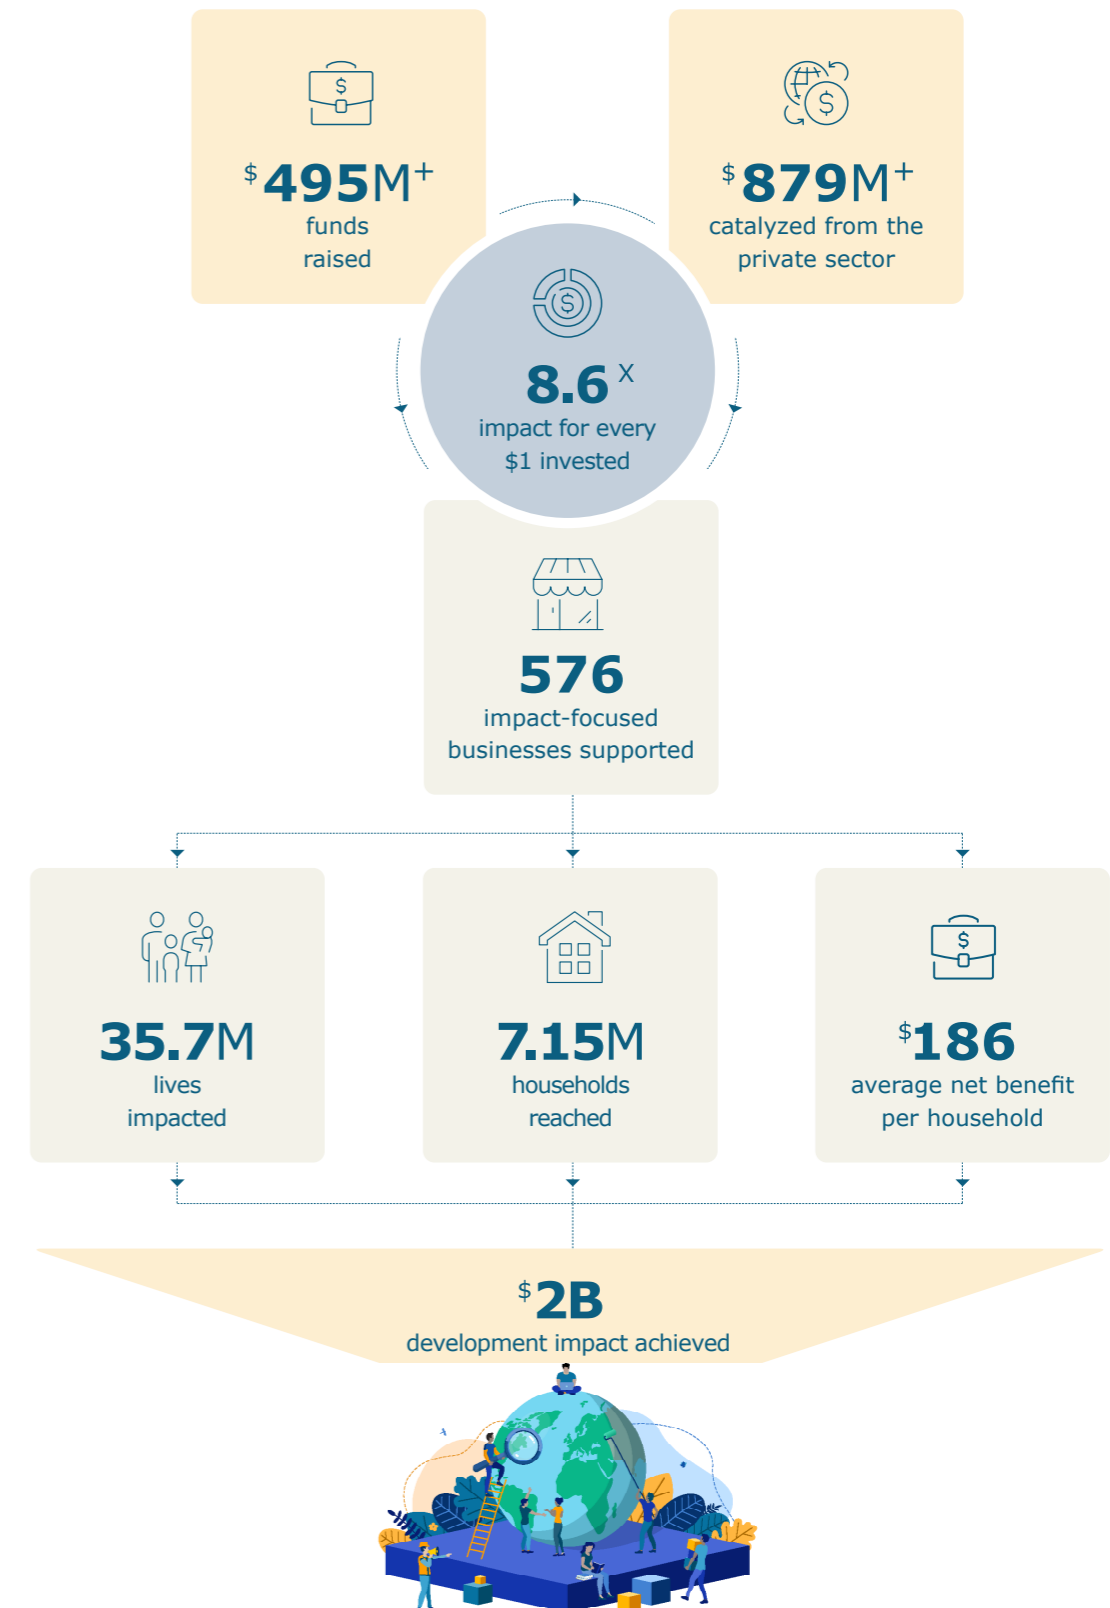 $495M+
funds
raised
$879M+
catalyzed from the
private sector
8.6 X
impact for every
$1 invested
576
impact-focused
businesses supported
35.7M
lives
impacted
7.15M
households
reached
$186
average net benefit
per household
$2B
development impact achieved